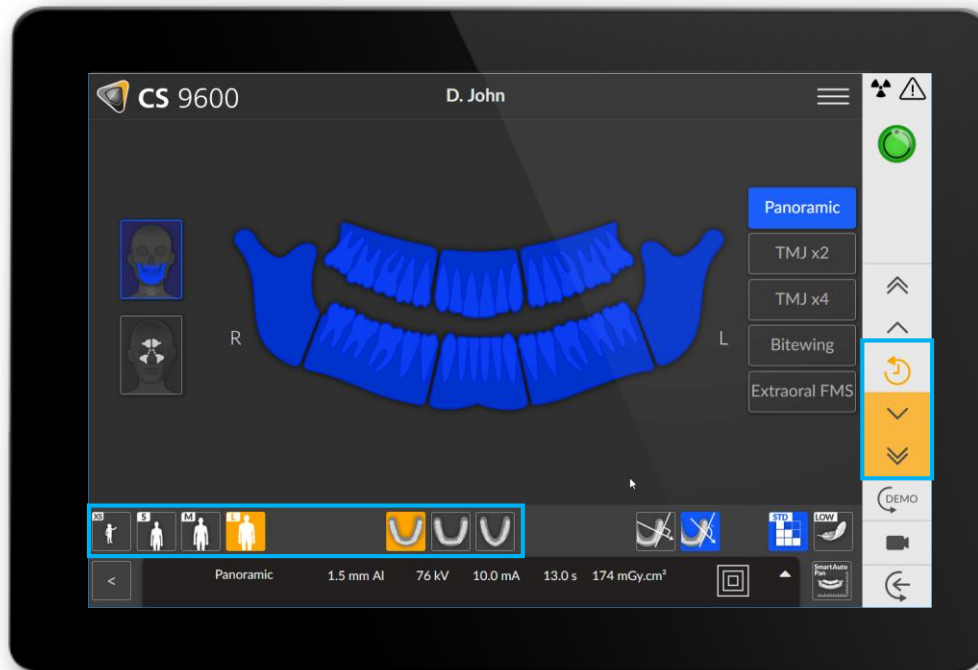 CS 9600
D. John
Panoramic
TMJ x2
TMJ x4
R
L
Bitewing
Extraoral FMS
DEMO
XS
S
M
L
STD
LOW
<
Panoramic 1.5 mm Al 76 kV 10.0 mA 13.0 s 174 mGy.cm²
SmartAuto
Pan